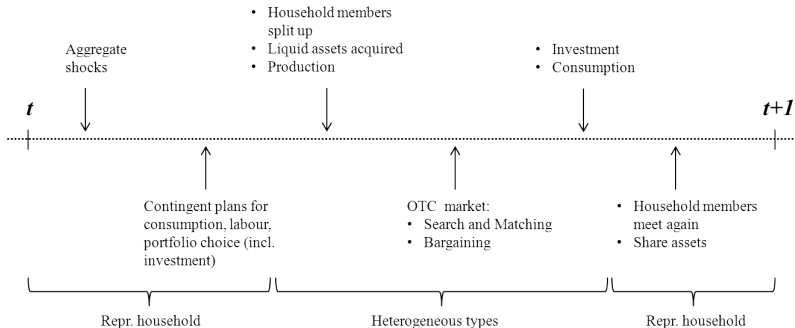 • Household members
split up
• Liquid assets acquired
• Production
Aggregate
shocks
• Investment
• Consumption
t
t+1
Contingent plans for
consumption, labour,
portfolio choice (incl.
investment)
OTC market:
• Search and Matching
• Bargaining
• Household members
meet again
• Share assets
Repr. household
Heterogeneous types
Repr. household